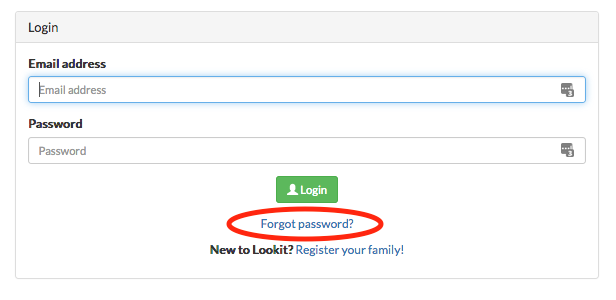 Login
Email address
Email address
Password
Password
Login
Forgot password?
New to Lookit? Register your family!